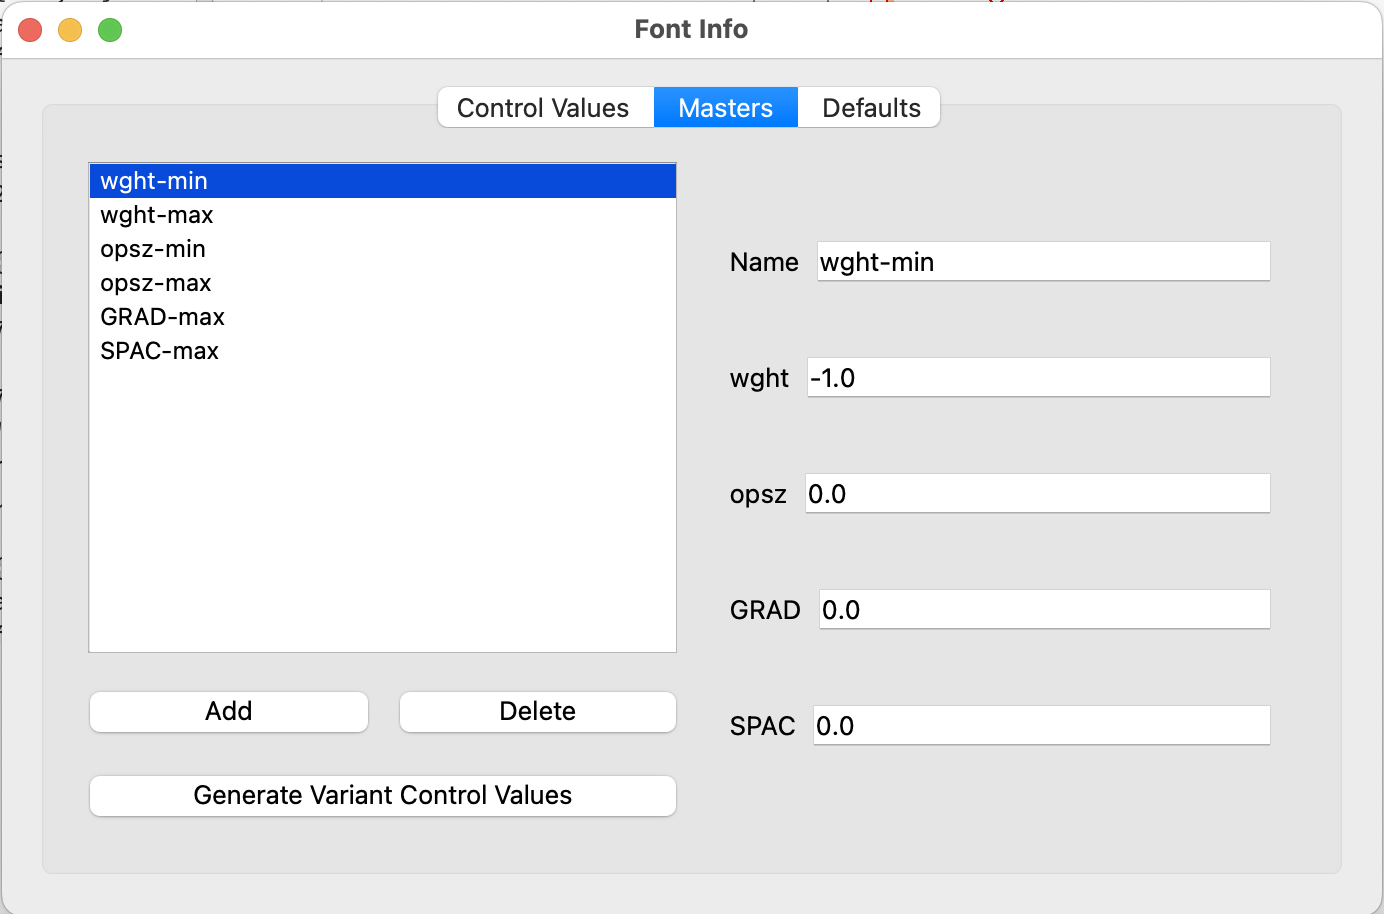 Font Info
Control Values Masters Defaults
wght-min
wght-max
opsz-min
opsz-max
GRAD-max
SPAC-max
Add Delete
Generate Variant Control Values
Name wght-min
wght -1.0
opsz 0.0
GRAD 0.0
SPAC 0.0